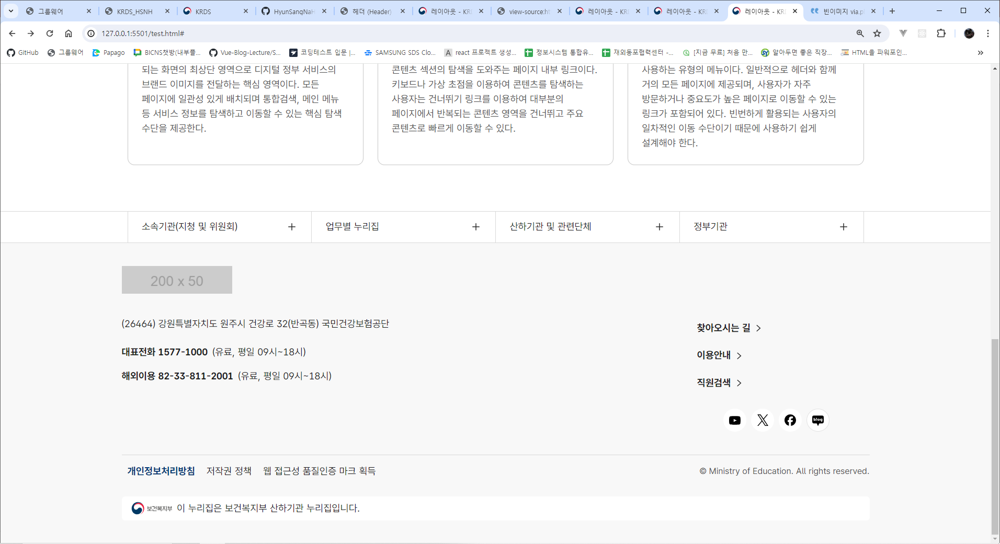 그룹웨어
KRDS_HSNH
KRDS
HyunSangNaH
헤더 (Header)
레이아웃 - KR
view-source:ht
레이아웃 - KR
레이아웃 - KR
레이아웃 - KR
빈이미지 via.pl
127.0.0.1:5501/test.html#
GitHub
그룹웨어
Papago
BICNS챗방(내부플...
Vue-Blog-Lecture/S...
코딩테스트 입문 |...
SAMSUNG SDS Clo...
react 프로젝트 생성...
정보시스템 통합유...
재외동포협력센터 -...
[지금 무료] 처음 만...
알아두면 좋은 직장...
HTML을 파워포인...
되는 화면의 최상단 영역으로 디지털 정부 서비스의
브랜드 이미지를 전달하는 핵심 영역이다. 모든
페이지에 일관성 있게 배치되며 통합검색, 메인 메뉴
등 서비스 정보를 탐색하고 이동할 수 있는 핵심 탐색
수단을 제공한다.
콘텐츠 섹션의 탐색을 도와주는 페이지 내부 링크이다.
키보드나 가상 초점을 이용하여 콘텐츠를 탐색하는
사용자는 건너뛰기 링크를 이용하여 대부분의
페이지에서 반복되는 콘텐츠 영역을 건너뛰고 주요
콘텐츠로 빠르게 이동할 수 있다.
사용하는 유형의 메뉴이다. 일반적으로 헤더와 함께
거의 모든 페이지에 제공되며, 사용자가 자주
방문하거나 중요도가 높은 페이지로 이동할 수 있는
링크가 포함되어 있다. 빈번하게 활용되는 사용자의
일차적인 이동 수단이기 때문에 사용하기 쉽게
설계해야 한다.
소속기관(지청 및 위원회)
업무별 누리집
산하기관 및 관련단체
정부기관
200 x 50
(26464) 강원특별자치도 원주시 건강로 32(반곡동) 국민건강보험공단
대표전화 1577-1000 (유료, 평일 09시~18시)
해외이용 82-33-811-2001 (유료, 평일 09시~18시)
찾아오시는 길
이용안내
직원검색
blog
개인정보처리방침 저작권 정책 웹 접근성 품질인증 마크 획득
© Ministry of Education. All rights reserved.
보건복지부 이 누리집은 보건복지부 산하기관 누리집입니다.